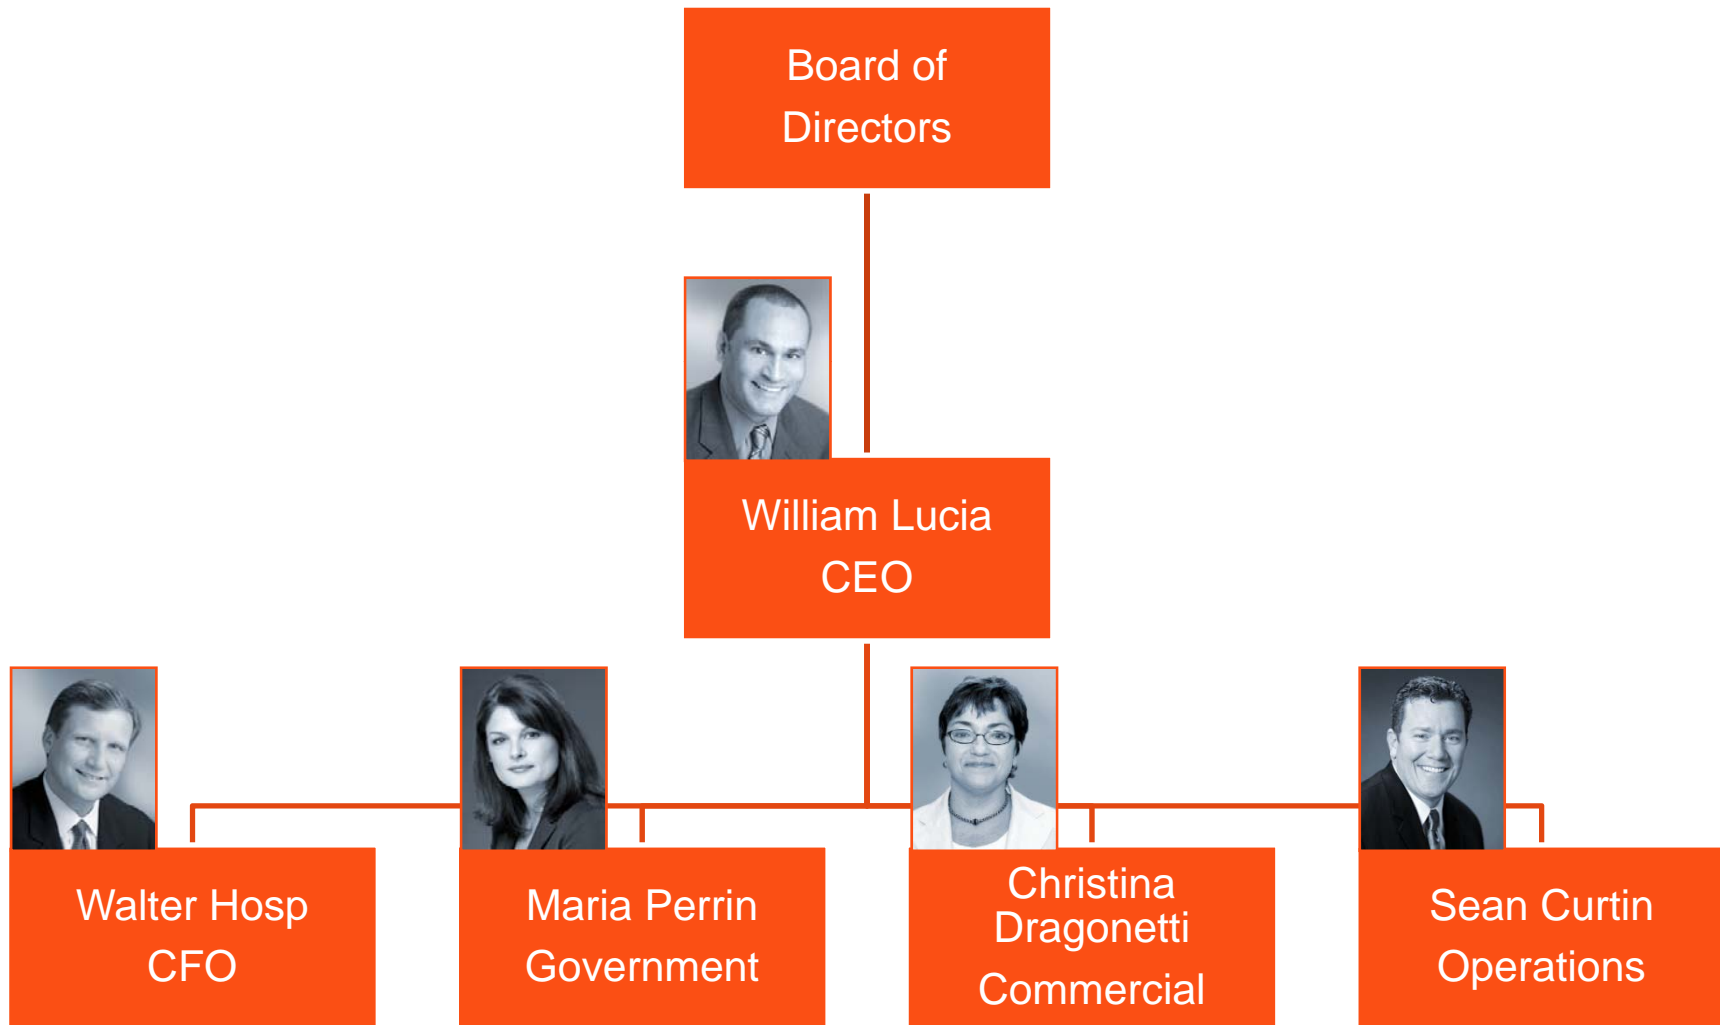 Board of
Directors
William Lucia
CEO
Walter Hosp
CFO
Maria Perrin
Government
Christina
Dragonetti
Commercial
Sean Curtin
Operations